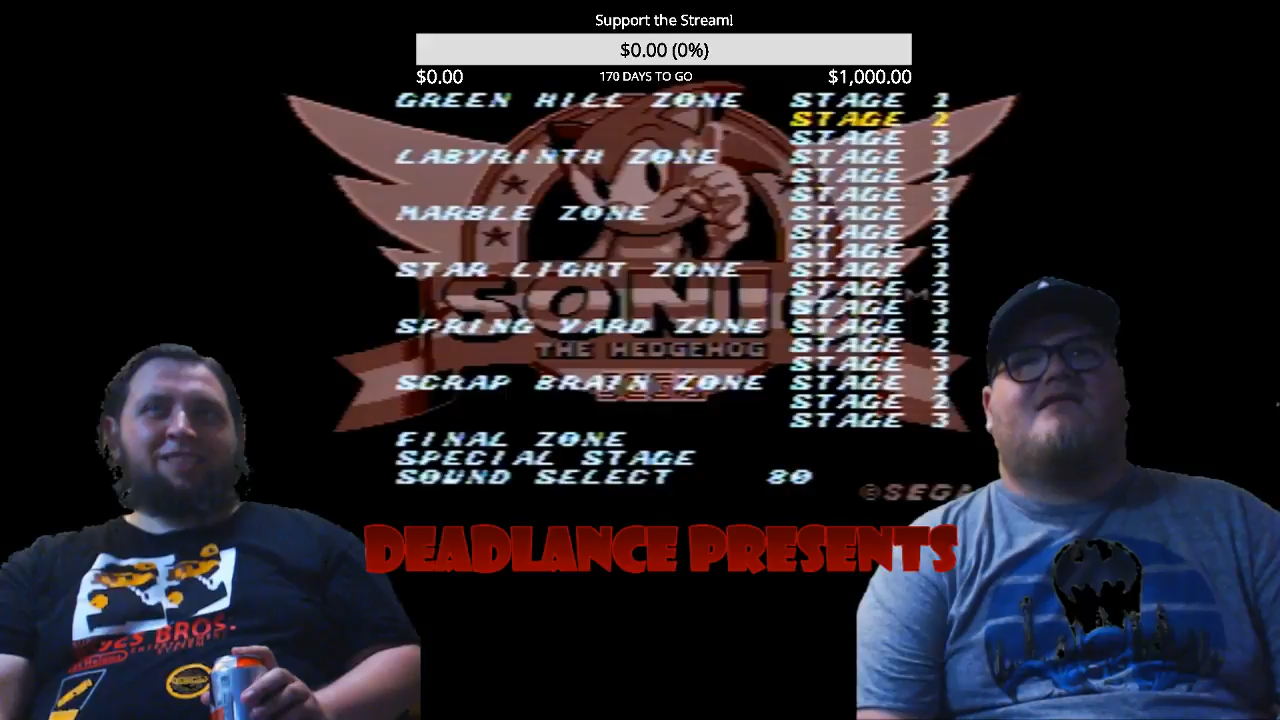 Support the Stream!
$0.00 (0%)
$0.00 170 DAYS TO GO $1,000.00
GREEN HILL ZONE STAGE 1
STAGE 2
STAGE 3
LABYRINTH ZONE STAGE 1
STAGE 2
STAGE 3
MARBLE ZONE STAGE 1
STAGE 2
STAGE 3
STAR LIGHT ZONE STAGE 1
STAGE 2
STAGE 3
SONI
SPRING YARD ZONE STAGE 1
STAGE 2
THE HEDGEHOG
STAGE 3
SCRAP BRAIN ZONE STAGE 1
STAGE 2
STAGE 3
FINAL ZONE
SPECIAL STAGE
SOUND SELECT 80
©SEGA
DEADLANCE PRESENTS
YES BROS.